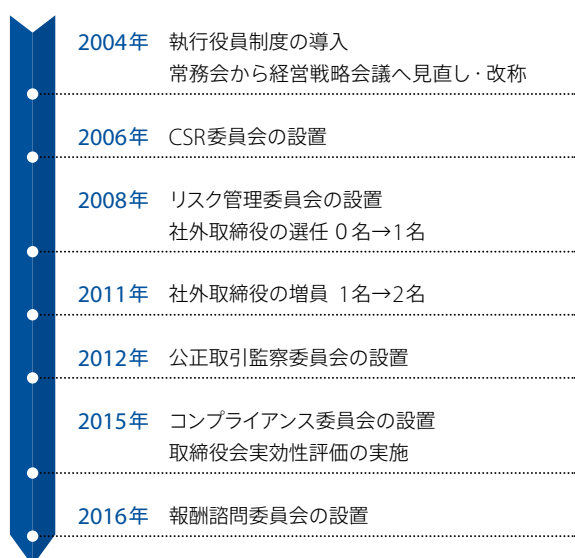 2004年 執行役員制度の導入
常務会から経営戦略会議へ見直し・改称
2006年 CSR委員会の設置
2008年 リスク管理委員会の設置
社外取締役の選任 0名→1名
2011年 社外取締役の増員 1名→2名
2012年 公正取引監察委員会の設置
2015年 コンプライアンス委員会の設置
取締役会実効性評価の実施
2016年 報酬諮問委員会の設置